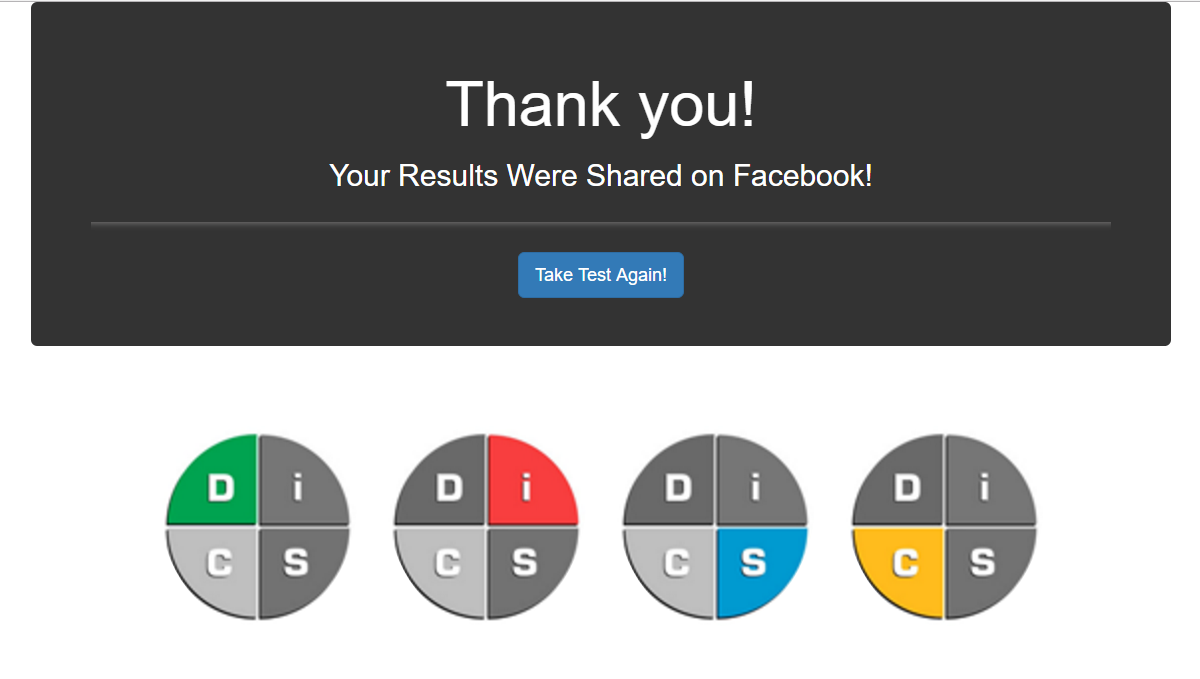 Thank you!
Your Results Were Shared on Facebook!
Take Test Again!
D i D i D i D i
C S C S C S C S